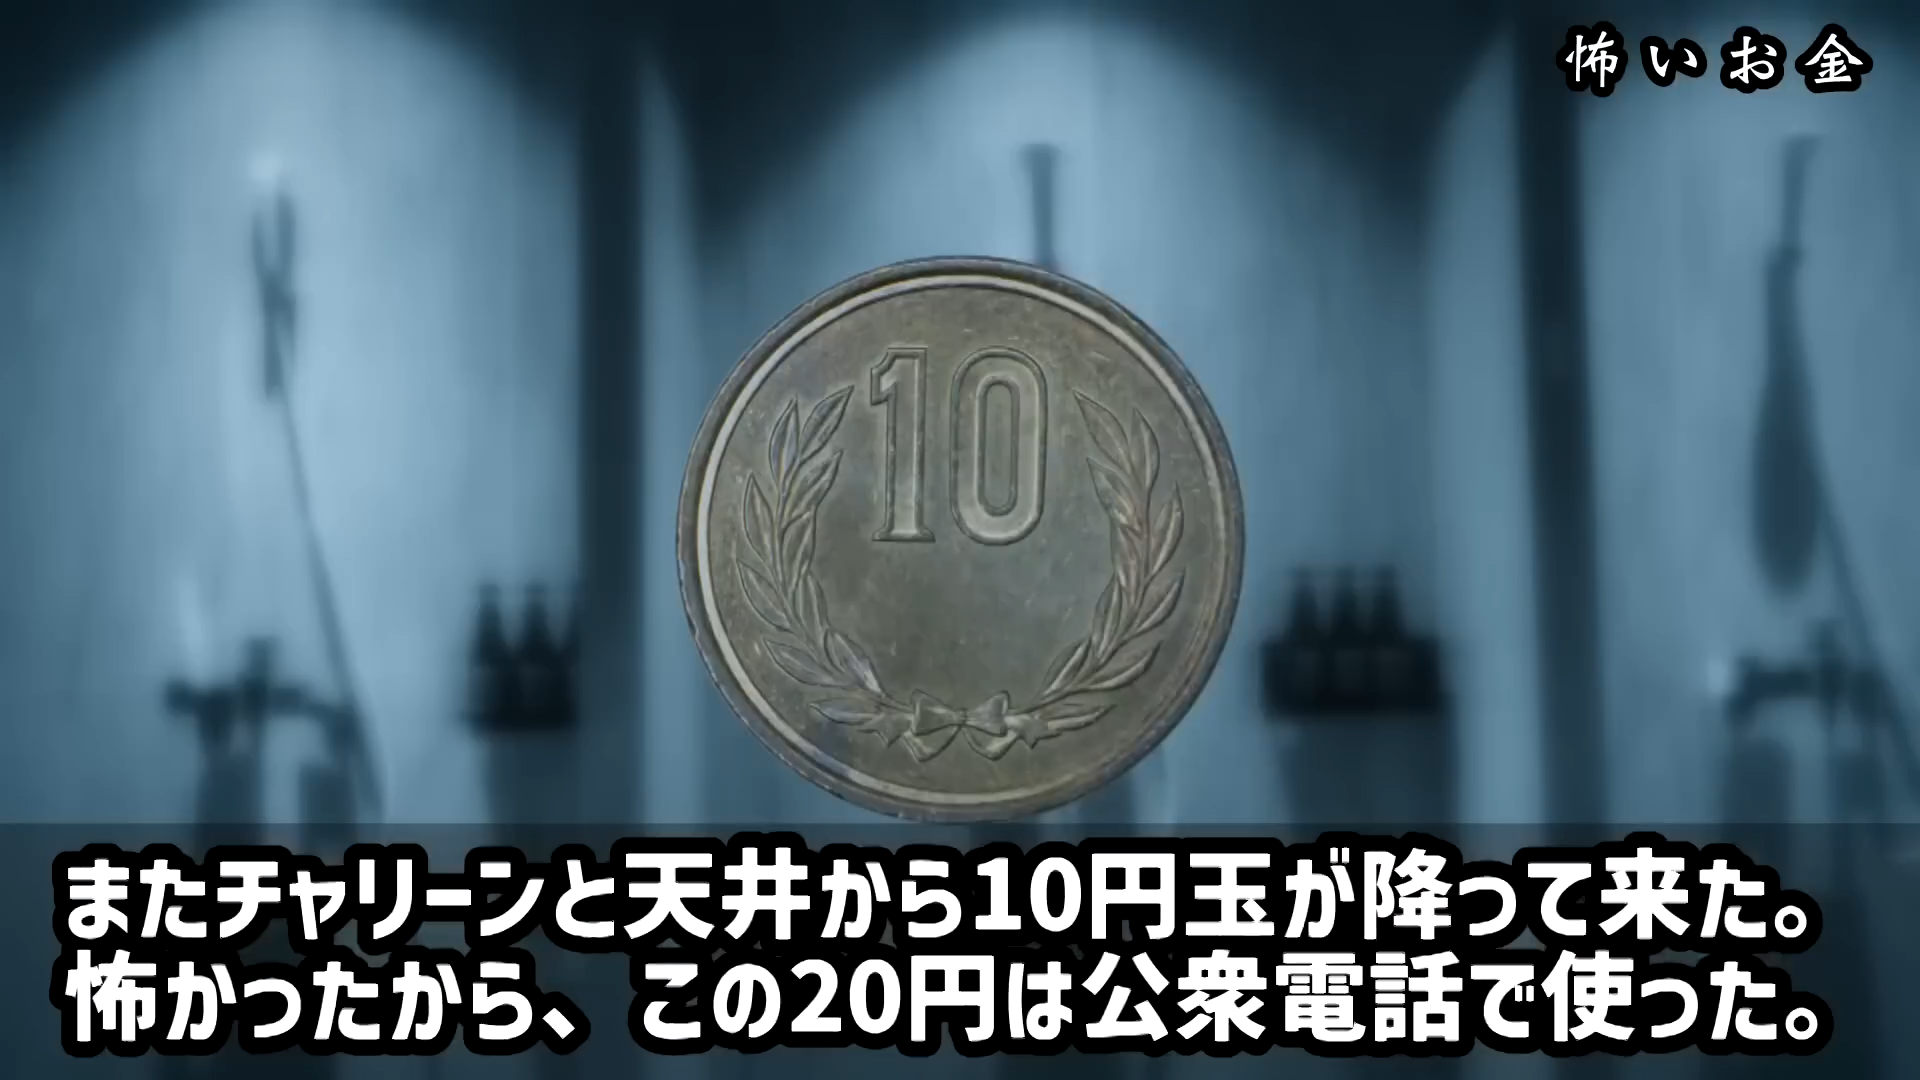 怖いお金
10
またチャリーンと天井から10円玉が降って来た。
怖かったから、この20円は公衆電話で使った。